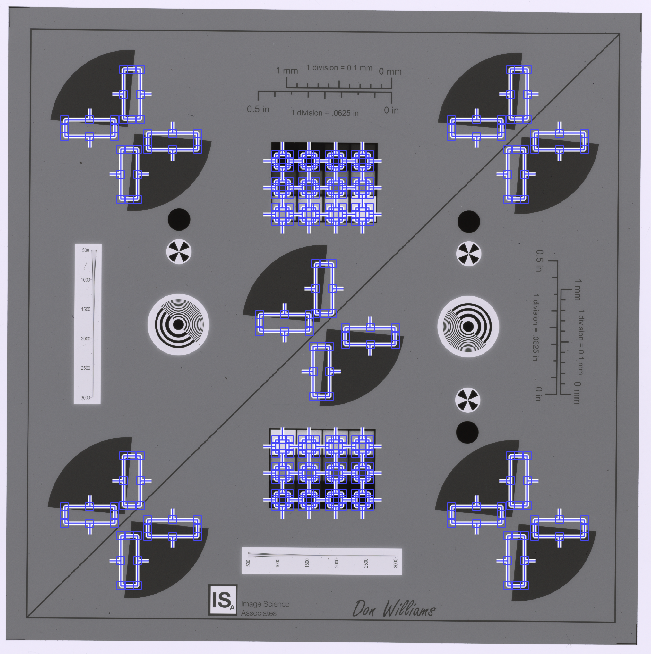 1 division = 0.1 mm
1 mm
0 mm
0.5 in
0 in
1 division = .0625 in
0.5 in
1 mm
1 division = .0625 in
1 division = 0.1 mm
0 in
0 mm
ISA
Image Science
Associates
Don Williams